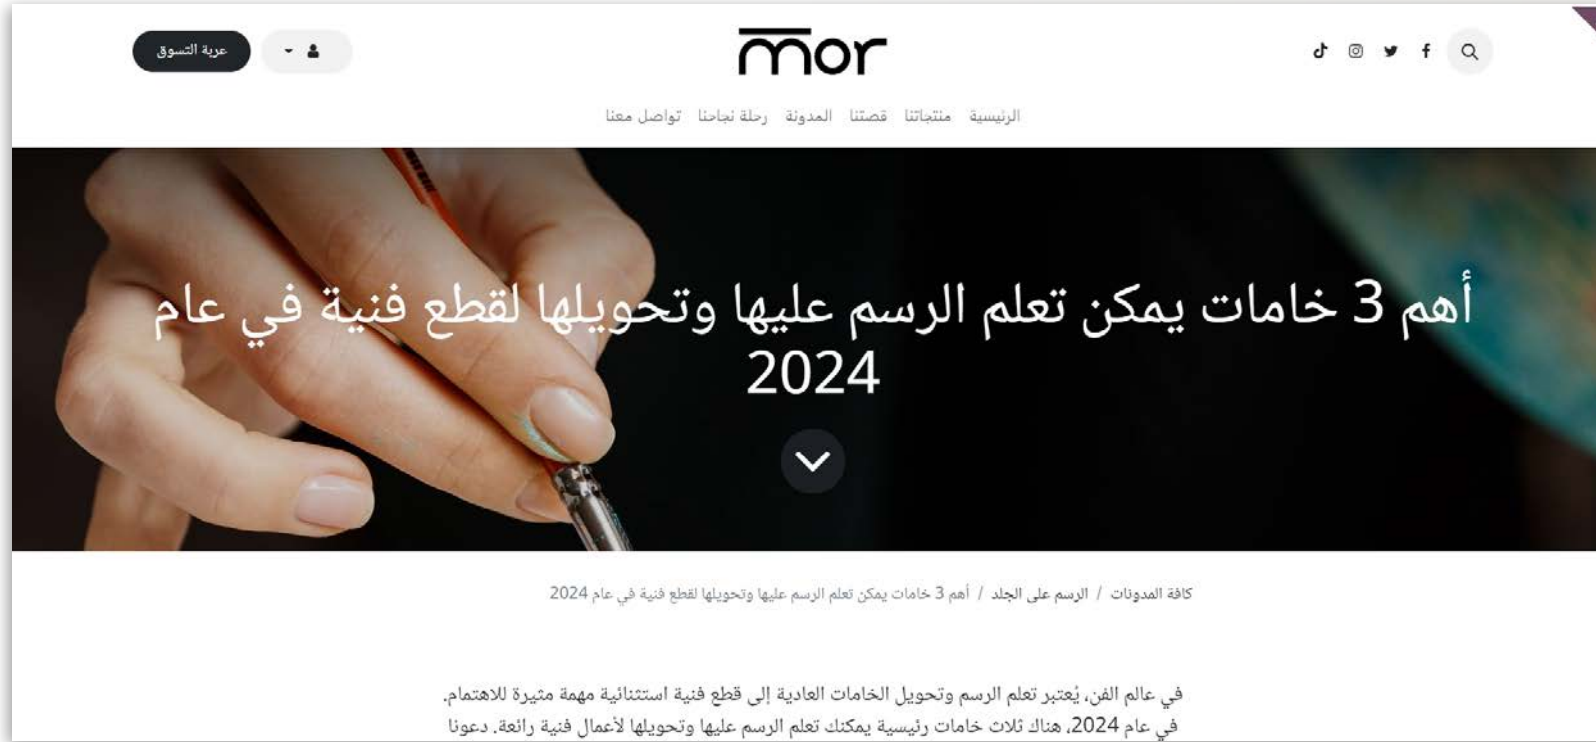 mor
عربة التسوق
الرئيسية منتجاتنا قصتنا المدونة رحلة نجاحنا تواصل معنا
أهم 3 خامات يمكن تعلم الرسم عليها وتحويلها لقطع فنية في عام
2024
كافة المدونات / الرسم على الجلد / أهم 3 خامات يمكن تعلم الرسم عليها وتحويلها لقطع فنية في عام 2024
في عالم الفن، يُعتبر تعلم الرسم وتحويل الخامات العادية إلى قطع فنية استثنائية مهمة مثيرة للاهتمام.
في عام 2024، هناك ثلاث خامات رئيسية يمكنك تعلم الرسم عليها وتحويلها لأعمال فنية رائعة. دعونا